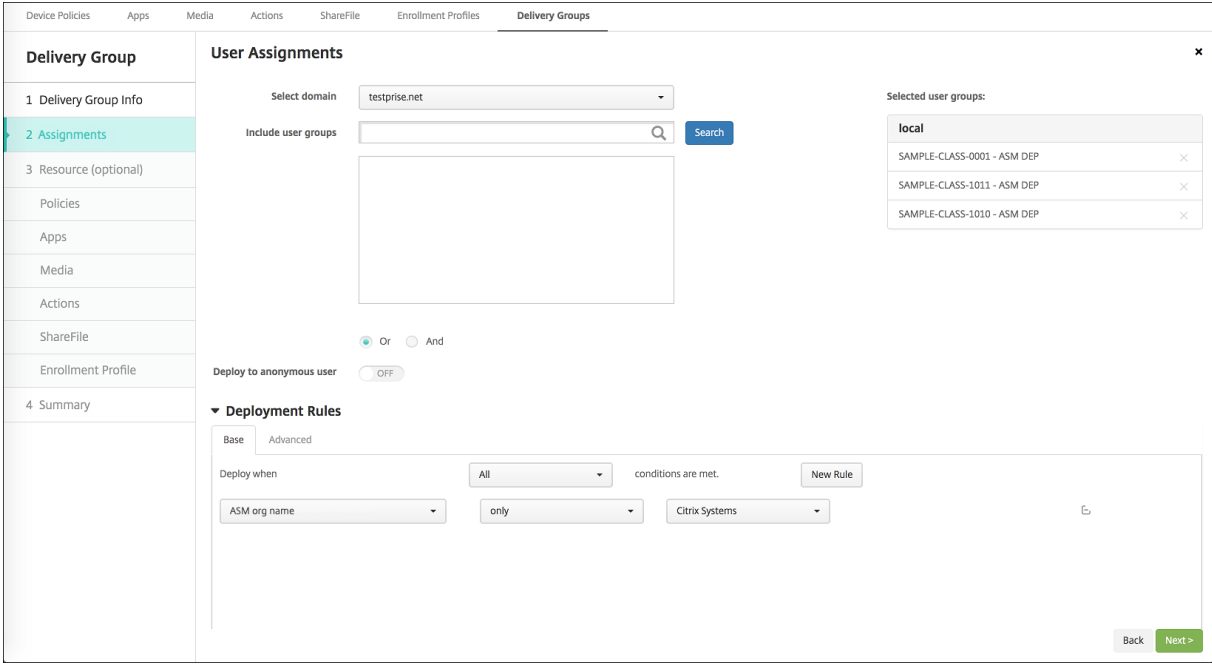 Device Policies Apps Media Actions ShareFile Enrollment Profiles Delivery Groups
Delivery Group
1 Delivery Group Info
2 Assignments
3 Resource (optional)
Policies
Apps
Media
Actions
ShareFile
Enrollment Profile
4 Summary
User Assignments
Select domain testprise.net
Include user groups Search
Or And
Deploy to anonymous user OFF
Selected user groups:
local
SAMPLE-CLASS-0001 - ASM DEP
SAMPLE-CLASS-1011 - ASM DEP
SAMPLE-CLASS-1010 - ASM DEP
Deployment Rules
Base Advanced
Deploy when All conditions are met. New Rule
ASM org name only Citrix Systems
Back Next >